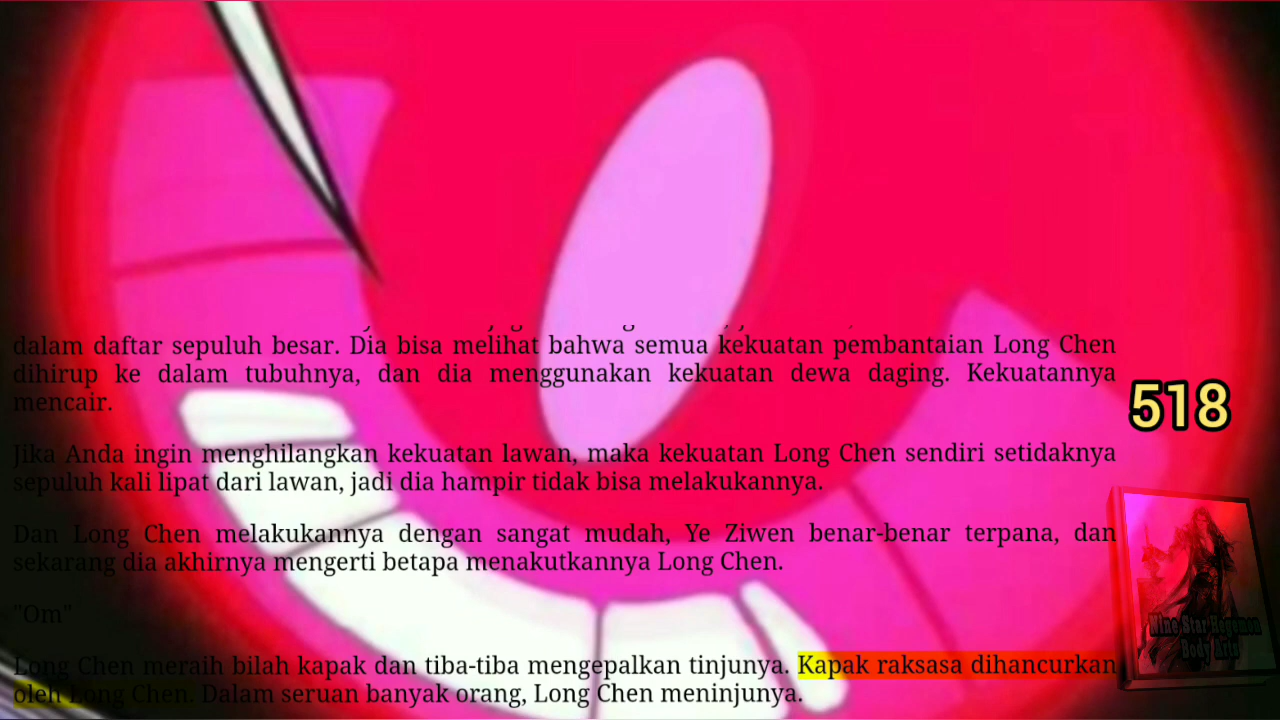 dalam daftar sepuluh besar. Dia bisa melihat bahwa semua kekuatan pembantaian Long Chen
dihirup ke dalam tubuhnya, dan dia menggunakan kekuatan dewa daging. Kekuatannya
mencair.
Jika Anda ingin menghilangkan kekuatan lawan, maka kekuatan Long Chen sendiri setidaknya
sepuluh kali lipat dari lawan, jadi dia hampir tidak bisa melakukannya.
Dan Long Chen melakukannya dengan sangat mudah, Ye Ziwen benar-benar terpana, dan
sekarang dia akhirnya mengerti betapa menakutkannya Long Chen.
"Om"
Long Chen meraih bilah kapak dan tiba-tiba mengepalkan tinjunya. Kapak raksasa dihancurkan
oleh Long Chen. Dalam seruan banyak orang, Long Chen meninjunya.
518
Nine Star Hegemon
Body Arts